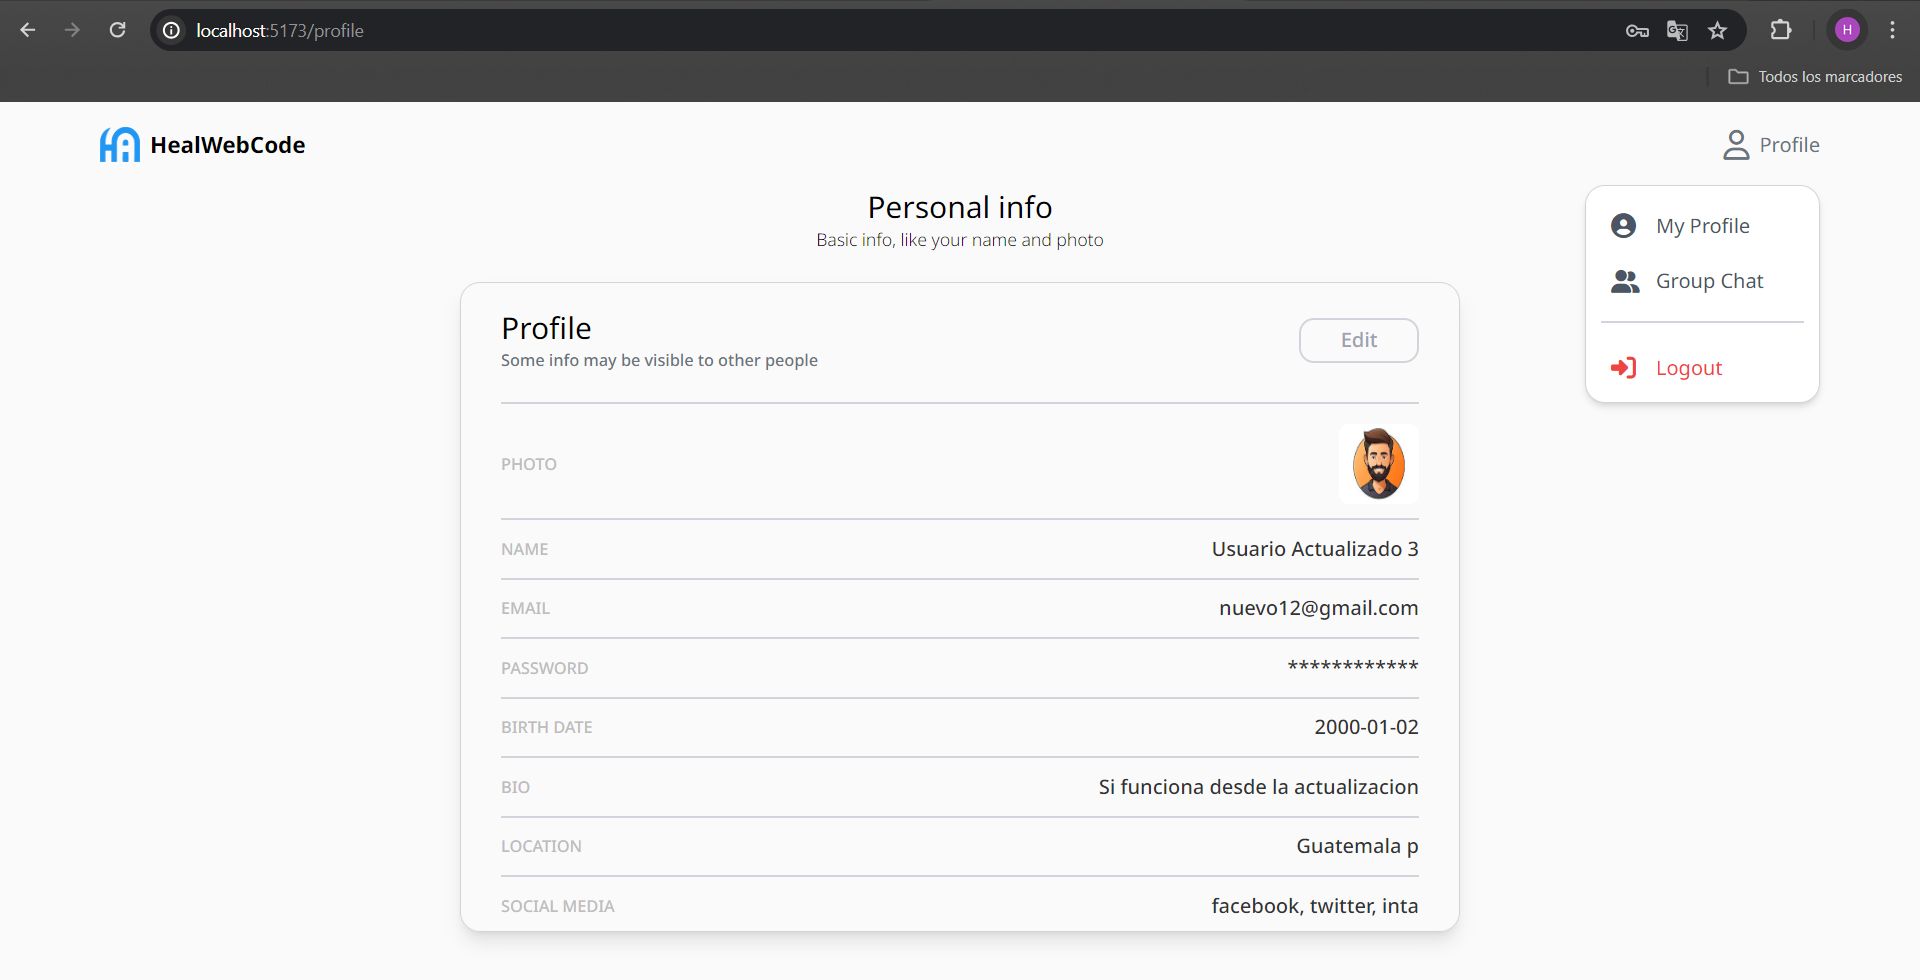 localhost:5173/profile
H
Todos los marcadores
HealWebCode
Profile
Personal info
Basic info, like your name and photo
My Profile
Group Chat
Logout
Profile
Some info may be visible to other people
Edit
PHOTO
NAME Usuario Actualizado 3
EMAIL nuevo12@gmail.com
PASSWORD ************
BIRTH DATE 2000-01-02
BIO Si funciona desde la actualizacion
LOCATION Guatemala p
SOCIAL MEDIA facebook, twitter, inta